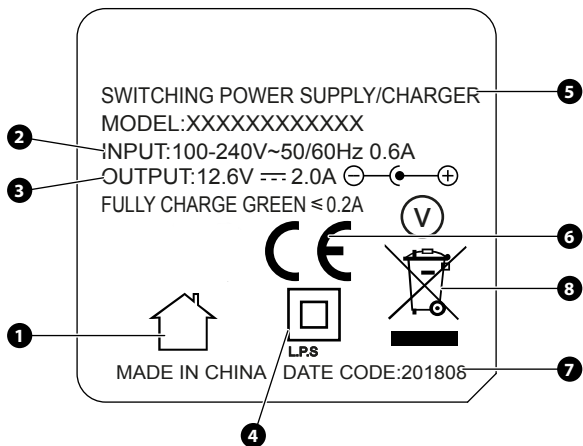 SWITCHING POWER SUPPLY/CHARGER
5
MODEL:XXXXXXXXXXXX
2
INPUT:100-240V~50/60Hz 0.6A
3
OUTPUT:12.6V ⎓ 2.0A
FULLY CHARGE GREEN ≤ 0.2A
V
CE
6
8
1
L.P.S
MADE IN CHINA DATE CODE:201808
7
4